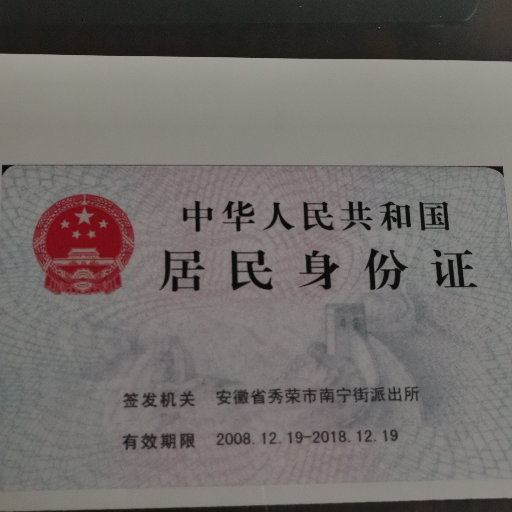 中华人民共和国
居民身份证
签发机关 安徽省秀荣市南宁街派出所
有效期限 2008.12.19-2018.12.19